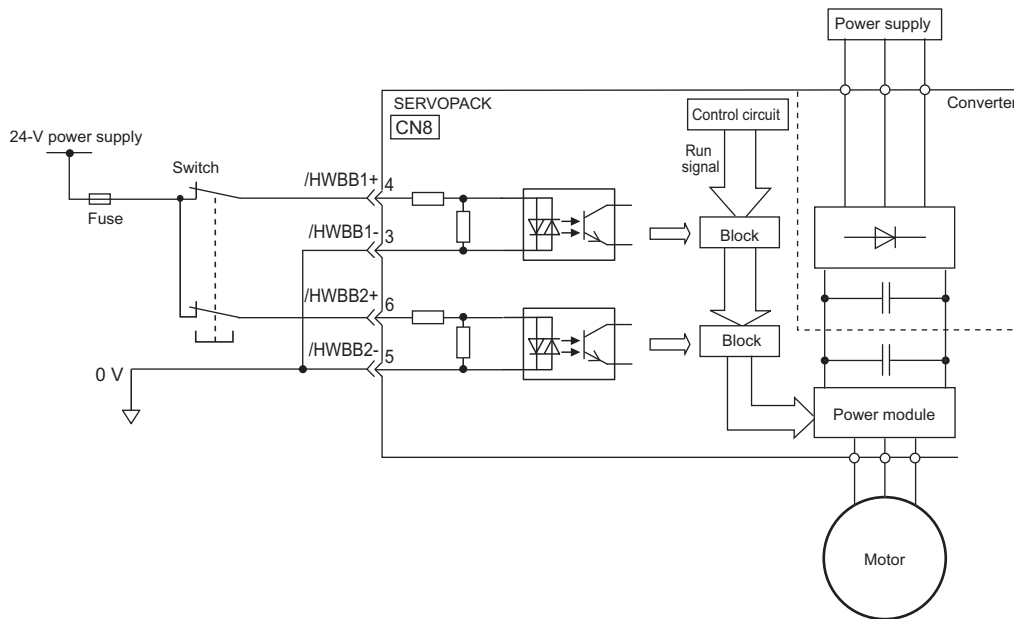 Power supply
SERVOPACK
CN8
Control circuit
Converter
24-V power supply
Switch
Run
signal
/HWBB1+
4
Fuse
/HWBB1-
3
Block
/HWBB2+
6
Block
/HWBB2-
5
0 V
Power module
Motor